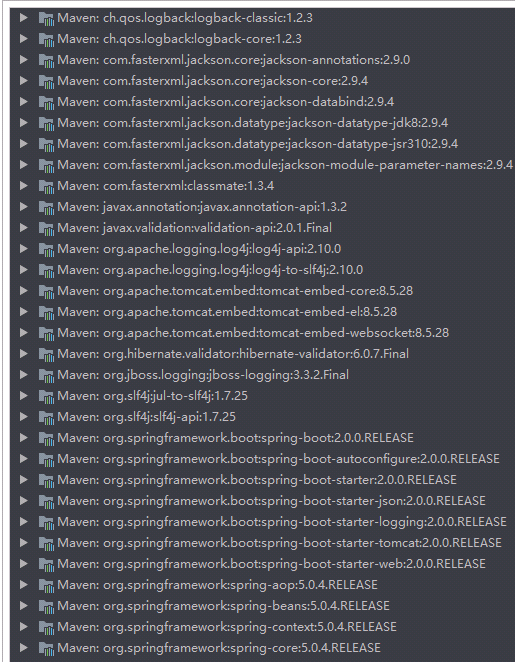 Maven: ch.qos.logback:logback-classic:1.2.3
Maven: ch.qos.logback:logback-core:1.2.3
Maven: com.fasterxml.jackson.core:jackson-annotations:2.9.0
Maven: com.fasterxml.jackson.core:jackson-core:2.9.4
Maven: com.fasterxml.jackson.core:jackson-databind:2.9.4
Maven: com.fasterxml.jackson.datatype:jackson-datatype-jdk8:2.9.4
Maven: com.fasterxml.jackson.datatype:jackson-datatype-jsr310:2.9.4
Maven: com.fasterxml.jackson.module:jackson-module-parameter-names:2.9.4
Maven: com.fasterxml:classmate:1.3.4
Maven: javax.annotation:javax.annotation-api:1.3.2
Maven: javax.validation:validation-api:2.0.1.Final
Maven: org.apache.logging.log4j:log4j-api:2.10.0
Maven: org.apache.logging.log4j:log4j-to-slf4j:2.10.0
Maven: org.apache.tomcat.embed:tomcat-embed-core:8.5.28
Maven: org.apache.tomcat.embed:tomcat-embed-el:8.5.28
Maven: org.apache.tomcat.embed:tomcat-embed-websocket:8.5.28
Maven: org.hibernate.validator:hibernate-validator:6.0.7.Final
Maven: org.jboss.logging:jboss-logging:3.3.2.Final
Maven: org.slf4j:jul-to-slf4j:1.7.25
Maven: org.slf4j:slf4j-api:1.7.25
Maven: org.springframework.boot:spring-boot:2.0.0.RELEASE
Maven: org.springframework.boot:spring-boot-autoconfigure:2.0.0.RELEASE
Maven: org.springframework.boot:spring-boot-starter:2.0.0.RELEASE
Maven: org.springframework.boot:spring-boot-starter-json:2.0.0.RELEASE
Maven: org.springframework.boot:spring-boot-starter-logging:2.0.0.RELEASE
Maven: org.springframework.boot:spring-boot-starter-tomcat:2.0.0.RELEASE
Maven: org.springframework.boot:spring-boot-starter-web:2.0.0.RELEASE
Maven: org.springframework:spring-aop:5.0.4.RELEASE
Maven: org.springframework:spring-beans:5.0.4.RELEASE
Maven: org.springframework:spring-context:5.0.4.RELEASE
Maven: org.springframework:spring-core:5.0.4.RELEASE